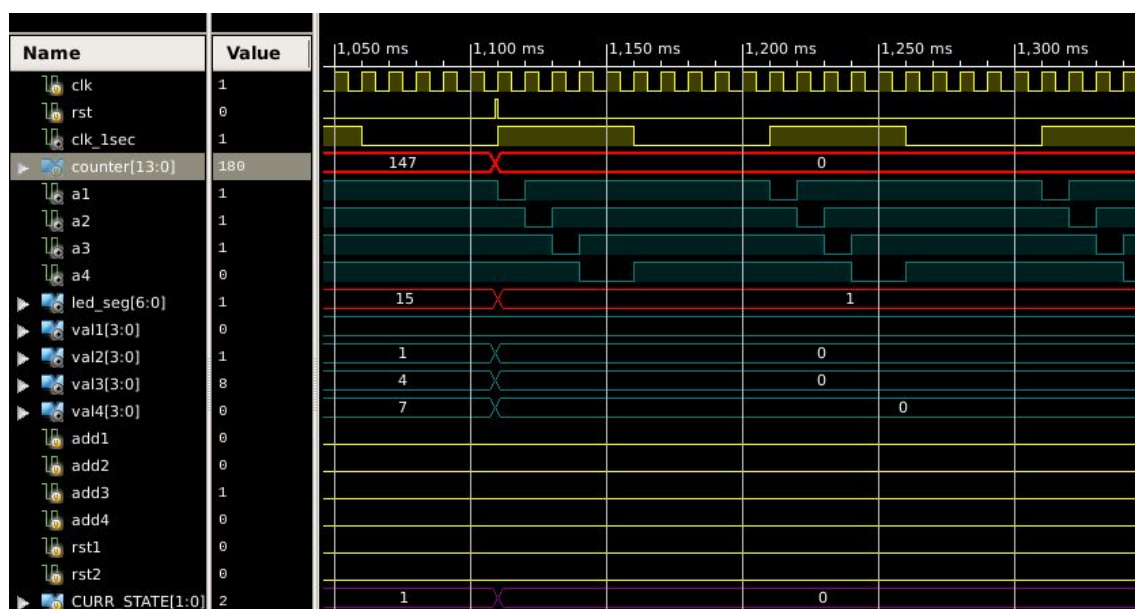 Name Value 1,050 ms 1,100 ms 1,150 ms 1,200 ms 1,250 ms 1,300 ms
clk 1
rst 0
clk_1sec 1
counter[13:0] 180 147 0
a1 1
a2 1
a3 1
a4 0
led_seg[6:0] 1 15 1
val1[3:0] 0
val2[3:0] 1 1 0
val3[3:0] 8 4 0
val4[3:0] 0 7 0
add1 0
add2 0
add3 1
add4 0
rst1 0
rst2 0
CURR_STATE[1:0] 2 1 0